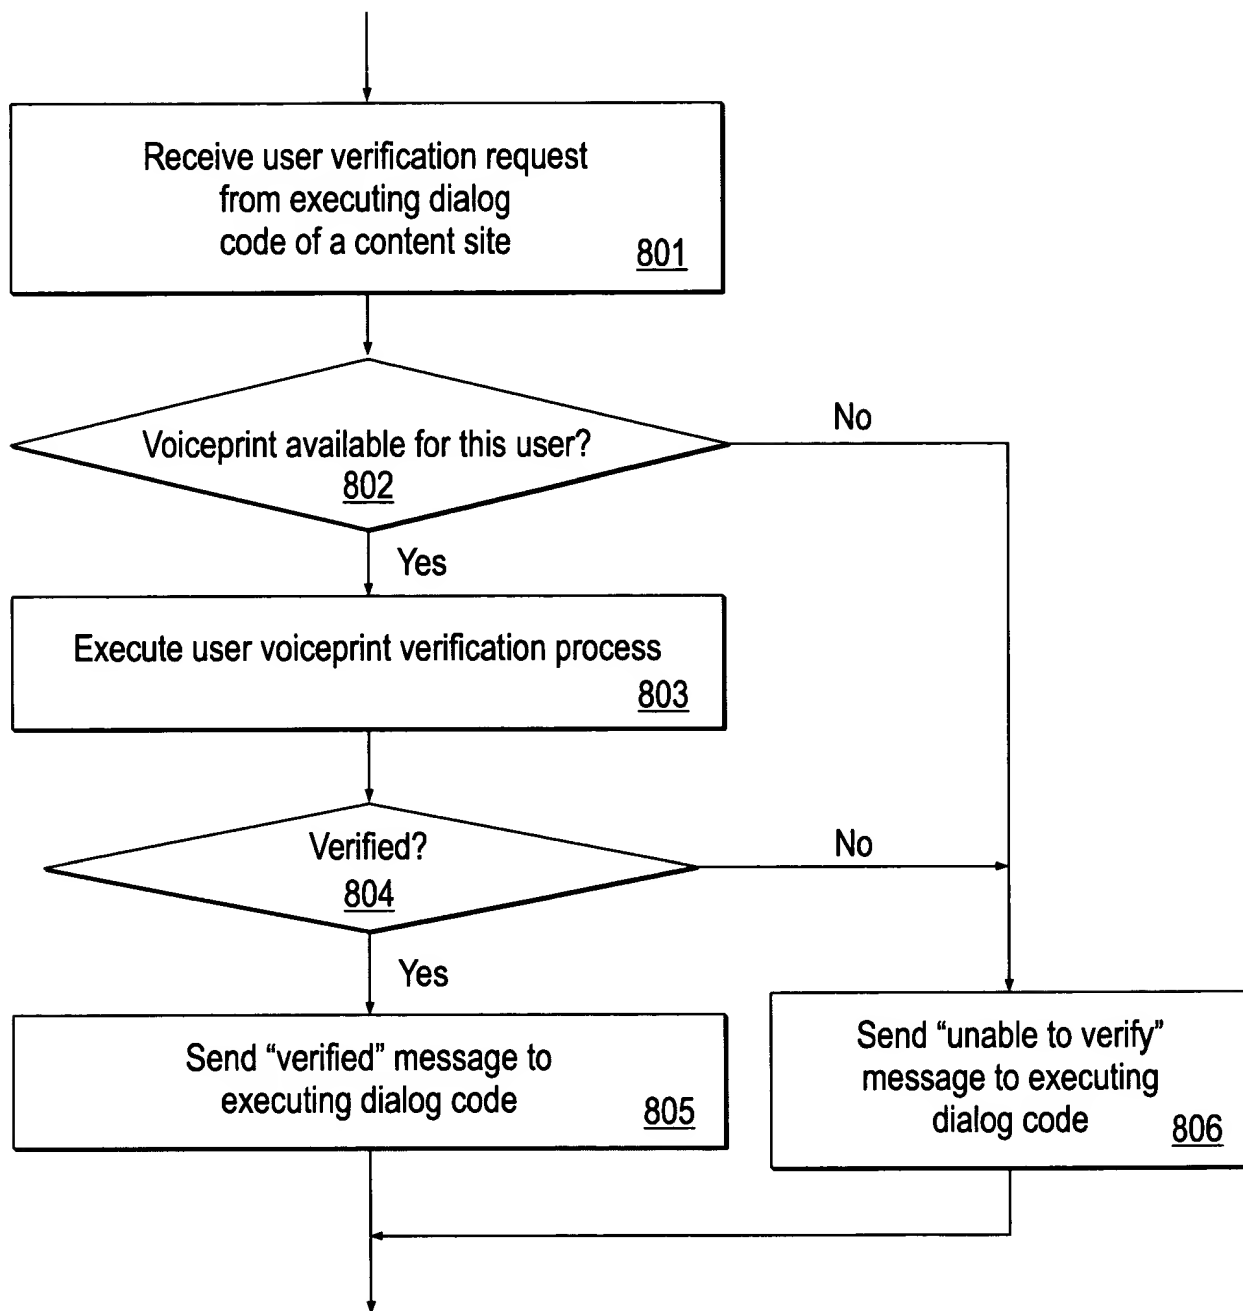 Receive user verification request
from executing dialog
code of a content site
801
Voiceprint available for this user?
802
No
Yes
Execute user voiceprint verification process
803
Verified?
804
No
Yes
Send “verified” message to
executing dialog code
805
Send “unable to verify”
message to executing
dialog code
806